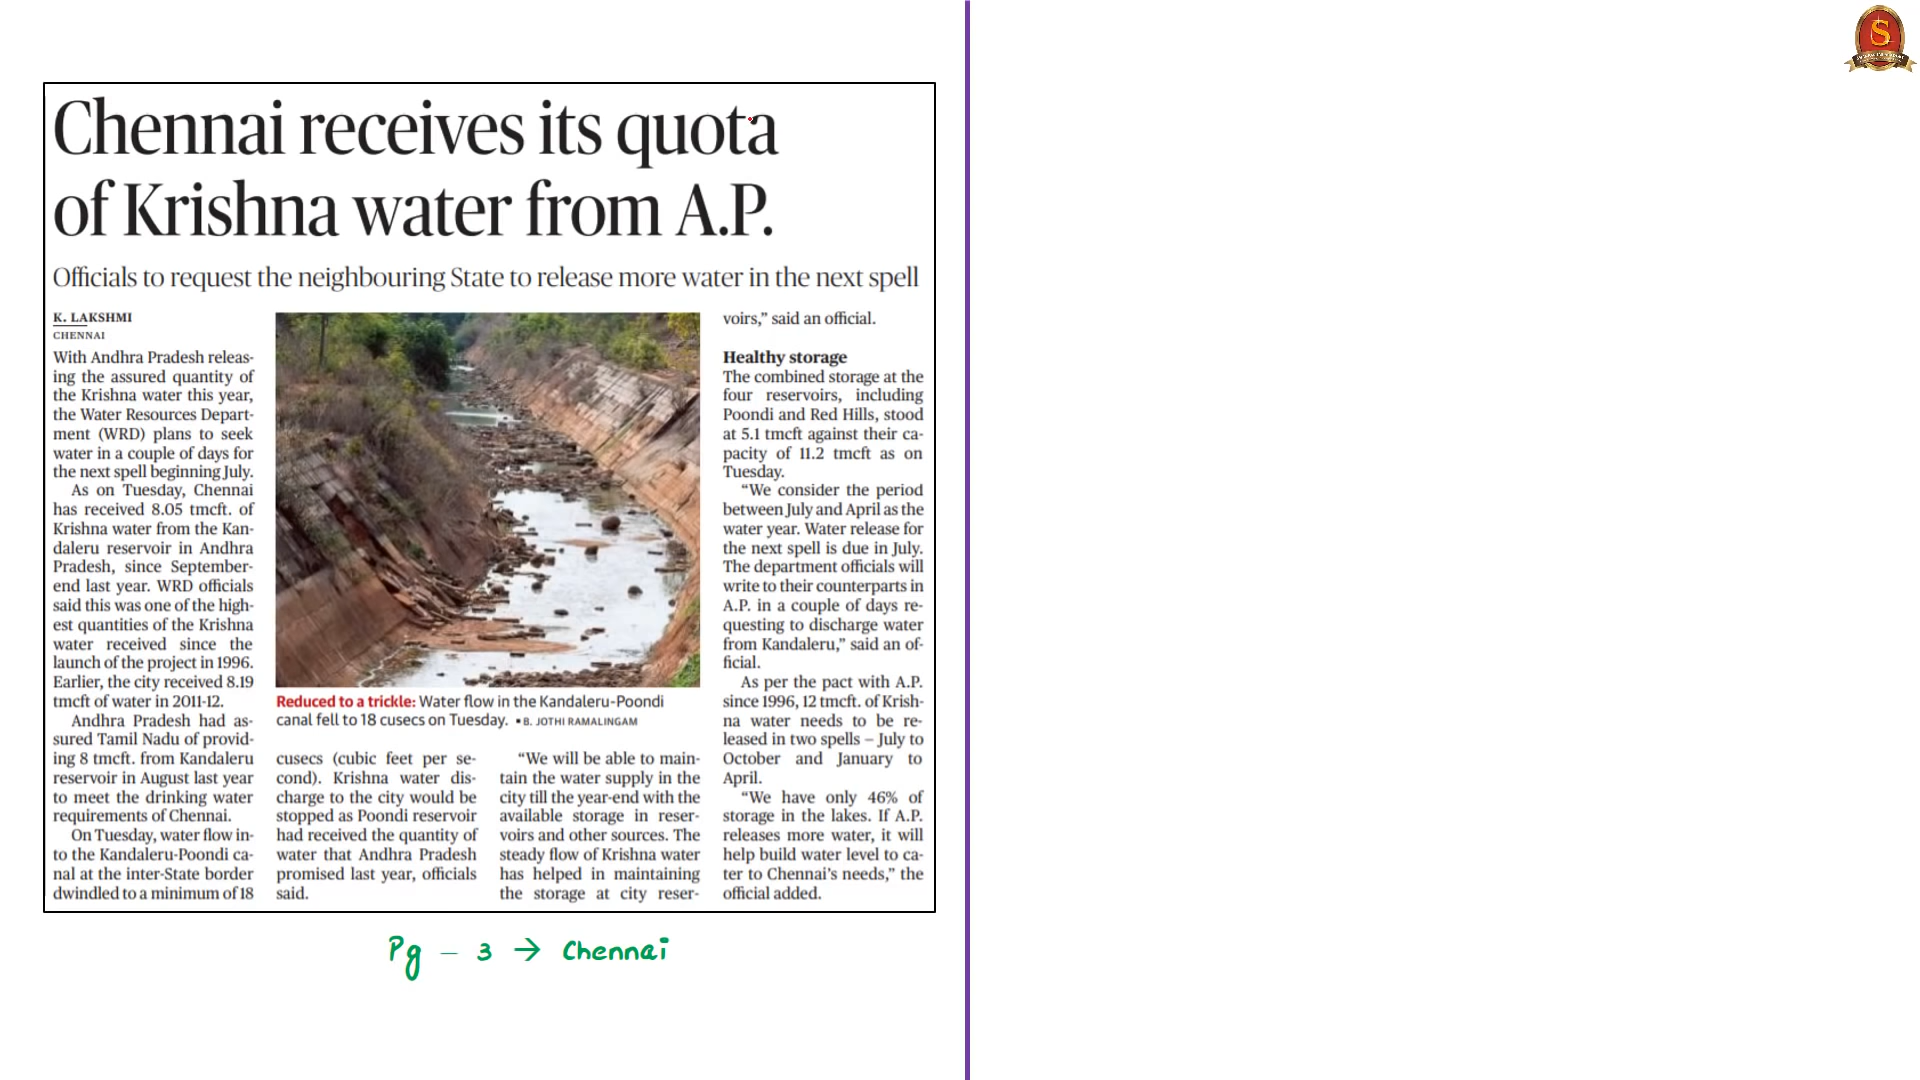 Chennai receives its quota
of Krishna water from A.P.
Officials to request the neighbouring State to release more water in the next spell
K. LAKSHMI
CHENNAI
With Andhra Pradesh releas-
ing the assured quantity of
the Krishna water this year,
the Water Resources Depart-
ment (WRD) plans to seek
water in a couple of days for
the next spell beginning July.
As on Tuesday, Chennai
has received 8.05 tmcft. of
Krishna water from the Kan-
daleru reservoir in Andhra
Pradesh, since September-
end last year. WRD officials
said this was one of the high-
est quantities of the Krishna
water received since the
launch of the project in 1996.
Earlier, the city received 8.19
tmcft of water in 2011-12.
Andhra Pradesh had as-
sured Tamil Nadu of provid-
ing 8 tmcft. from Kandaleru
reservoir in August last year
to meet the drinking water
requirements of Chennai.
On Tuesday, water flow in-
to the Kandaleru-Poondi ca-
nal at the inter-State border
dwindled to a minimum of 18
Reduced to a trickle: Water flow in the Kandaleru-Poondi
canal fell to 18 cusecs on Tuesday. • B. JOTHI RAMALINGAM
cusecs (cubic feet per se-
cond). Krishna water dis-
charge to the city would be
stopped as Poondi reservoir
had received the quantity of
water that Andhra Pradesh
promised last year, officials
said.
“We will be able to main-
tain the water supply in the
city till the year-end with the
available storage in reser-
voirs and other sources. The
steady flow of Krishna water
has helped in maintaining
the storage at city reser-
voirs,” said an official.
Healthy storage
The combined storage at the
four reservoirs, including
Poondi and Red Hills, stood
at 5.1 tmcft against their ca-
pacity of 11.2 tmcft as on
Tuesday.
“We consider the period
between July and April as the
water year. Water release for
the next spell is due in July.
The department officials will
write to their counterparts in
A.P. in a couple of days re-
questing to discharge water
from Kandaleru,” said an of-
ficial.
As per the pact with A.P.
since 1996, 12 tmcft. of Krish-
na water needs to be re-
leased in two spells – July to
October and January to
April.
“We have only 46% of
storage in the lakes. If A.P.
releases more water, it will
help build water level to ca-
ter to Chennai’s needs,” the
official added.
Pg – 3 → Chennai
S